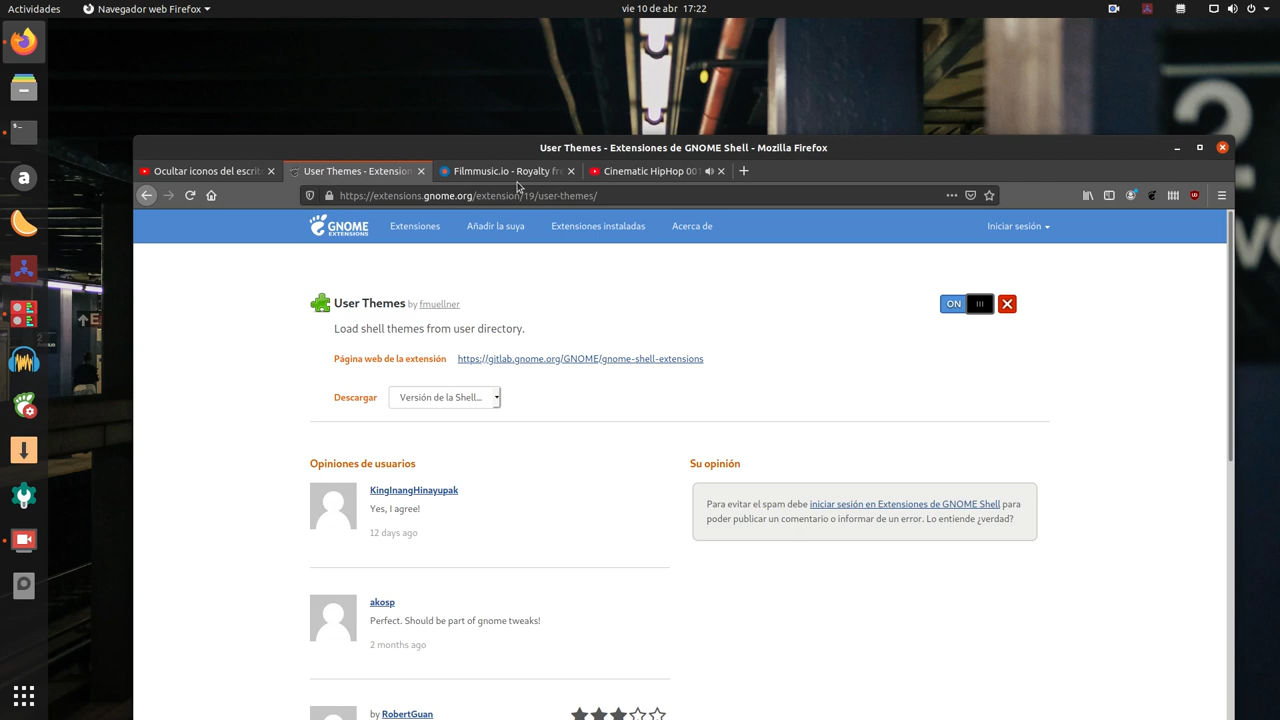 Actividades
Navegador web Firefox
vie 10 de abr  17:22
User Themes - Extensiones de GNOME Shell - Mozilla Firefox
Ocultar iconos del escrit
User Themes - Extension
Filmmusic.io - Royalty fr
Cinematic HipHop 001
https://extensions.gnome.org/extension/19/user-themes/
GNOME
EXTENSIONS
Extensiones
Añadir la suya
Extensiones instaladas
Acerca de
Iniciar sesión
User Themes by fmuellner
ON
Load shell themes from user directory.
Página web de la extensión https://gitlab.gnome.org/GNOME/gnome-shell-extensions
Descargar Versión de la Shell...
Opiniones de usuarios
KingInangHinayupak
Yes, I agree!
12 days ago
akosp
Perfect. Should be part of gnome tweaks!
2 months ago
by RobertGuan
Su opinión
Para evitar el spam debe iniciar sesión en Extensiones de GNOME Shell para
poder publicar un comentario o informar de un error. Lo entiende ¿verdad?